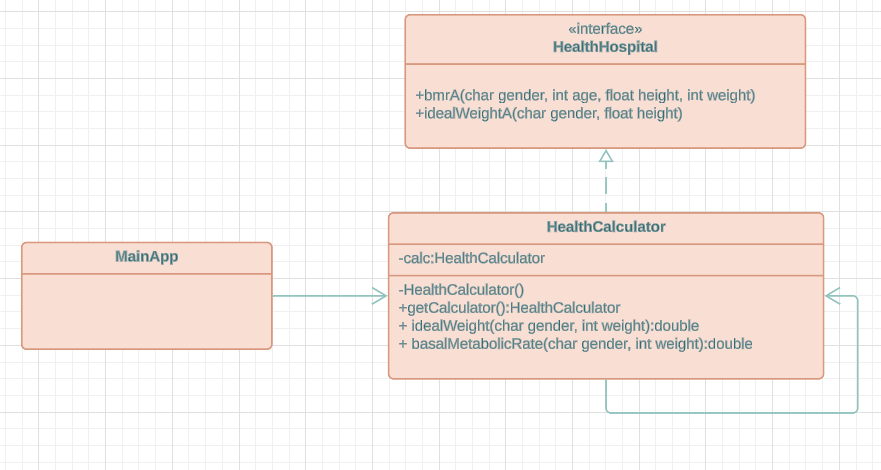 «interface»
HealthHospital
+bmrA(char gender, int age, float height, int weight)
+idealWeightA(char gender, float height)
MainApp
HealthCalculator
-calc:HealthCalculator
-HealthCalculator()
+getCalculator():HealthCalculator
+ idealWeight(char gender, int weight):double
+ basalMetabolicRate(char gender, int weight):double